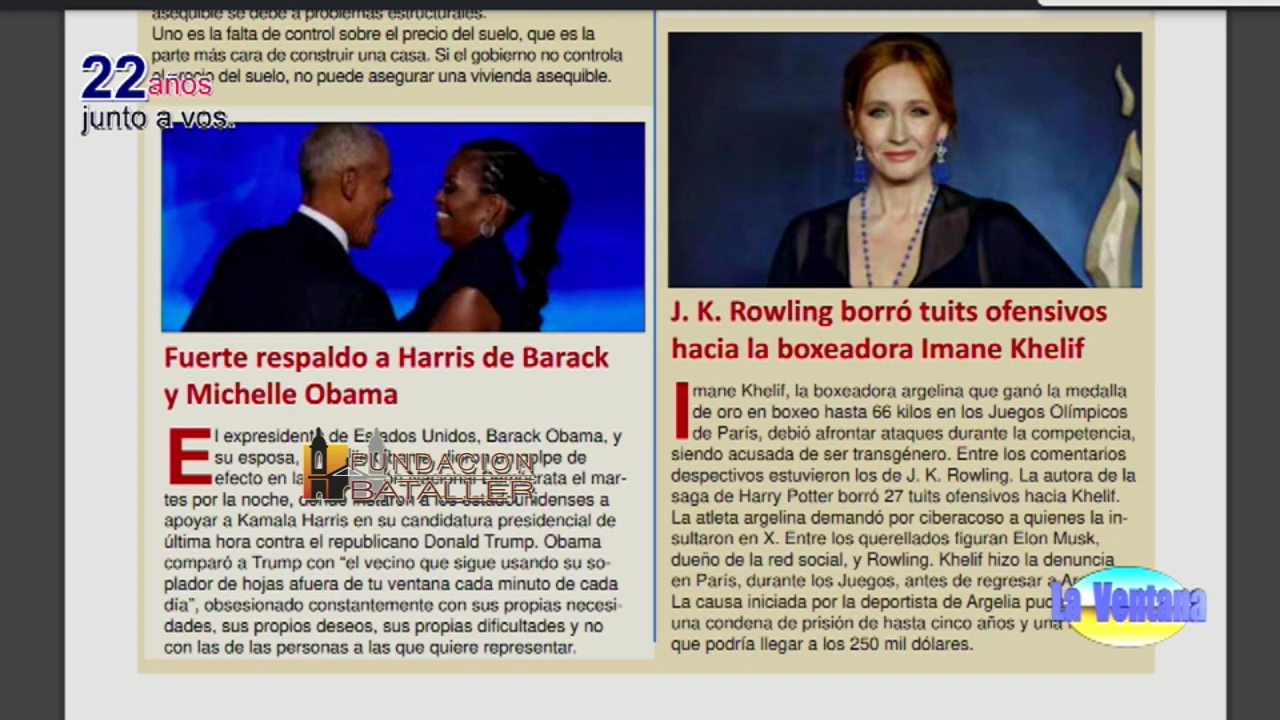 asequible se debe a problemas estructurales.
Uno es la falta de control sobre el precio del suelo, que es la
parte más cara de construir una casa. Si el gobierno no controla
el precio del suelo, no puede asegurar una vivienda asequible.
22 años
junto a vos.
Fuerte respaldo a Harris de Barack
y Michelle Obama
El expresidente de Estados Unidos, Barack Obama, y
su esposa, dieron golpe de
efecto en la
tes por la noche, donde instaron a los estadounidenses a
apoyar a Kamala Harris en su candidatura presidencial de
última hora contra el republicano Donald Trump. Obama
comparó a Trump con “el vecino que sigue usando su so-
plador de hojas afuera de tu ventana cada minuto de cada
día”, obsesionado constantemente con sus propias necesi-
dades, sus propios deseos, sus propias dificultades y no
con las de las personas a las que quiere representar.
FUNDACION
BATALLER
J. K. Rowling borró tuits ofensivos
hacia la boxeadora Imane Khelif
Imane Khelif, la boxeadora argelina que ganó la medalla
de oro en boxeo hasta 66 kilos en los Juegos Olímpicos
de París, debió afrontar ataques durante la competencia,
siendo acusada de ser transgénero. Entre los comentarios
despectivos estuvieron los de J. K. Rowling. La autora de la
saga de Harry Potter borró 27 tuits ofensivos hacia Khelif.
La atleta argelina demandó por ciberacoso a quienes la in-
sultaron en X. Entre los querellados figuran Elon Musk,
dueño de la red social, y Rowling. Khelif hizo la denuncia
en París, durante los Juegos, antes de regresar a
La causa iniciada por la deportista de Argelia
una condena de prisión de hasta cinco años y una
que podría llegar a los 250 mil dólares.
La Ventana